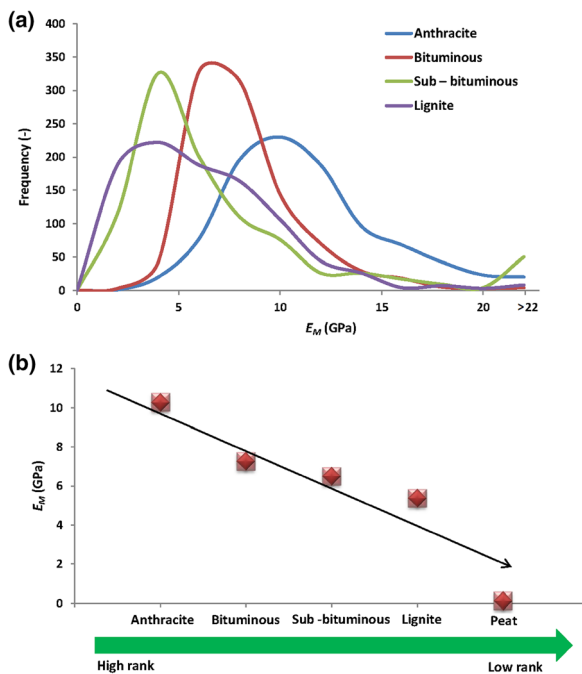 (a)
400
350
300
250
200
150
100
50
0
Frequency (-)
Anthracite
Bituminous
Sub – bituminous
Lignite
0 5 10 15 20 >22
E_M (GPa)
(b)
12
10
8
6
4
2
0
E_M (GPa)
Anthracite Bituminous Sub -bituminous Lignite Peat
High rank Low rank